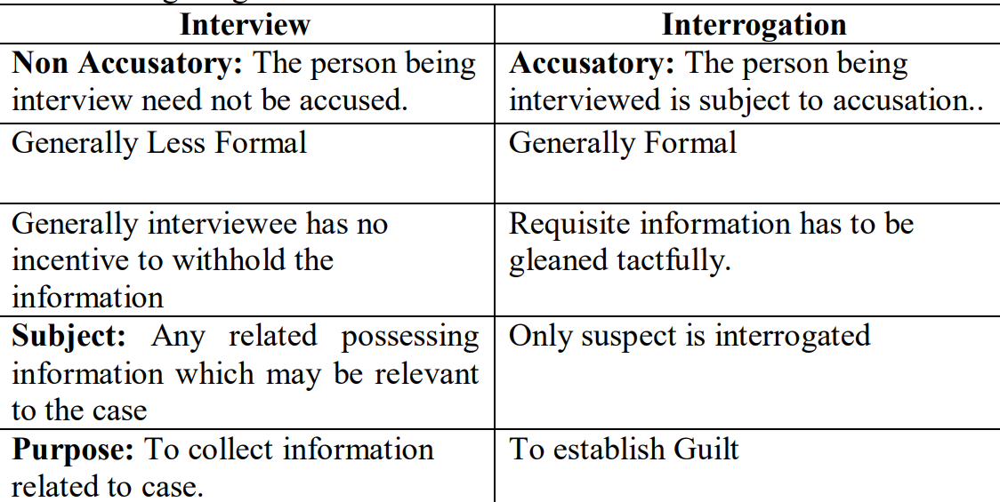 Interview
Interrogation
Non Accusatory: The person being
interview need not be accused.
Accusatory: The person being
interviewed is subject to accusation..
Generally Less Formal
Generally Formal
Generally interviewee has no
incentive to withhold the
information
Requisite information has to be
gleaned tactfully.
Subject: Any related possessing
information which may be relevant
to the case
Only suspect is interrogated
Purpose: To collect information
related to case.
To establish Guilt